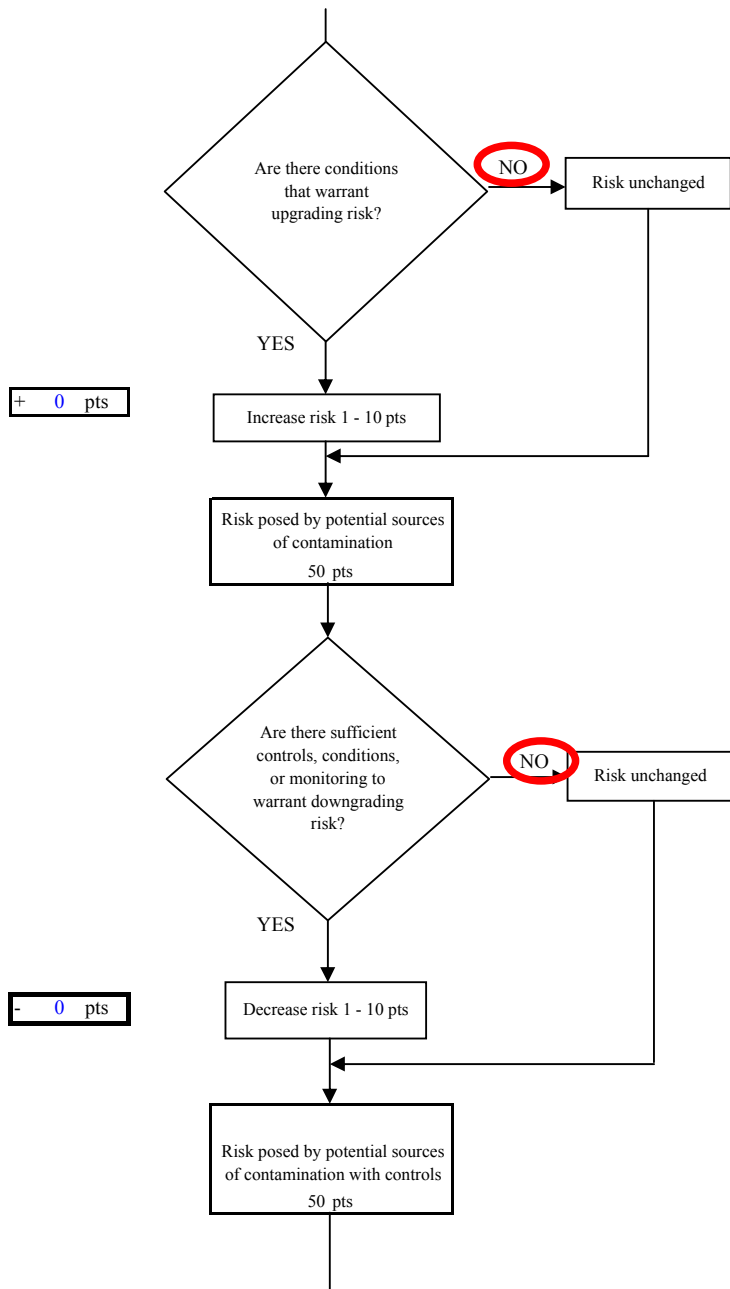 Are there conditions
that warrant
upgrading risk?
NO
Risk unchanged
YES
+ 0 pts
Increase risk 1 - 10 pts
Risk posed by potential sources
of contamination
50 pts
Are there sufficient
controls, conditions,
or monitoring to
warrant downgrading
risk?
NO
Risk unchanged
YES
- 0 pts
Decrease risk 1 - 10 pts
Risk posed by potential sources
of contamination with controls
50 pts